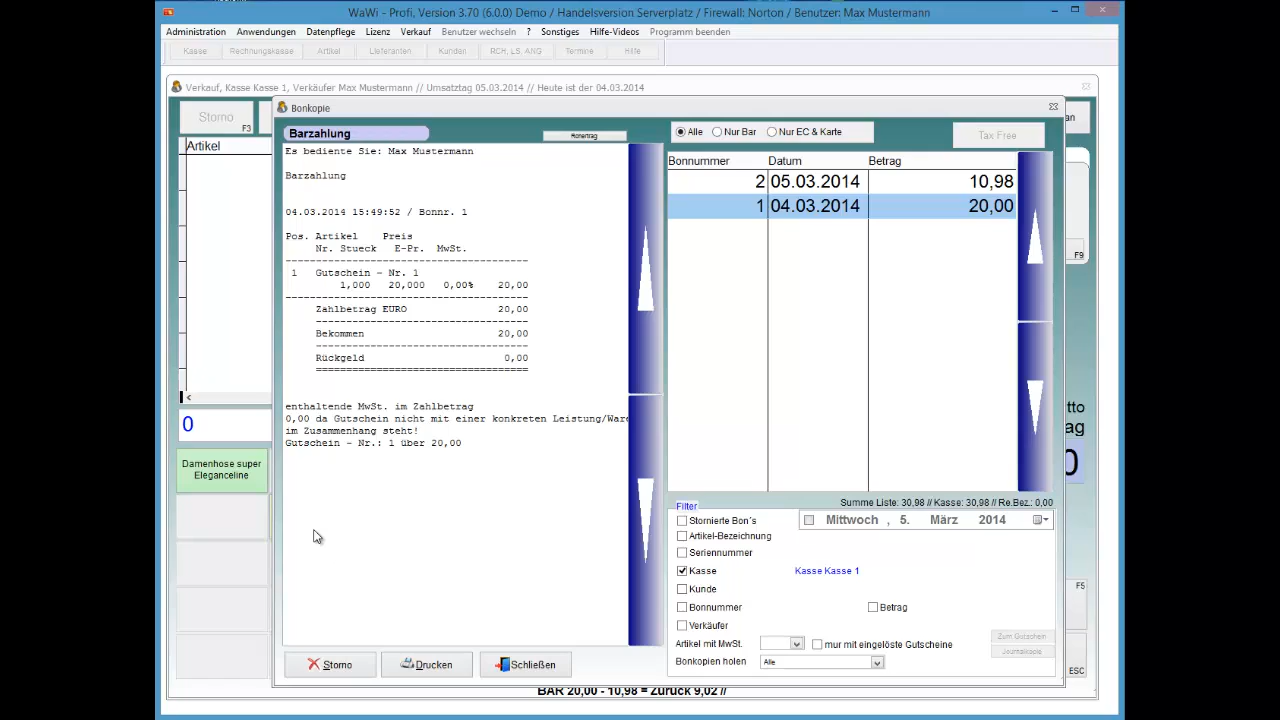 WaWi - Profi, Version 3.70 (6.0.0) Demo / Handelsversion Serverplatz / Firewall: Norton / Benutzer: Max Mustermann
Administration Anwendungen Datenpflege Lizenz Verkauf Benutzer wechseln ? Sonstiges Hilfe-Videos Programm beenden
Kasse Rechnungskasse Artikel Lieferanten Kunden RCH, LS, ANG Termine Hilfe
Verkauf, Kasse Kasse 1, Verkäufer Max Mustermann // Umsatztag 05.03.2014 // Heute ist der 04.03.2014
Storno
F3
Artikel
<
0
Damenhose super
Eleganceline
an
F9
tto
ag
0
F5
ESC
BAR 20,00 - 10,98 = Zurück 9,02 //
Bonkopie
Barzahlung
Rohertrag
Es bediente Sie: Max Mustermann
Barzahlung
04.03.2014 15:49:52 / Bonnr. 1
Pos. Artikel Preis
Nr. Stueck E-Pr. MwSt.
----------------------------------------
1 Gutschein - Nr. 1
1,000 20,000 0,00% 20,00
----------------------------------------
Zahlbetrag EURO 20,00
-----------------------------------
Bekommen 20,00
-----------------------------------
Rückgeld 0,00
===================================
enthaltende MwSt. im Zahlbetrag
0,00 da Gutschein nicht mit einer konkreten Leistung/Ware
im Zusammenhang steht!
Gutschein - Nr.: 1 über 20,00
Storno Drucken Schließen
Alle Nur Bar Nur EC & Karte
Tax Free
Bonnummer Datum Betrag
2 05.03.2014 10,98
1 04.03.2014 20,00
Summe Liste: 30,98 // Kasse: 30,98 // Re.Bez.: 0,00
Filter
Stornierte Bon´s
Mittwoch , 5. März 2014
Artikel-Bezeichnung
Seriennummer
Kasse Kasse Kasse 1
Kunde
Bonnummer Betrag
Verkäufer
Artikel mit MwSt. nur mit eingelöste Gutscheine
Bonkopien holen Alle
Zum Gutschein
Journalkopie